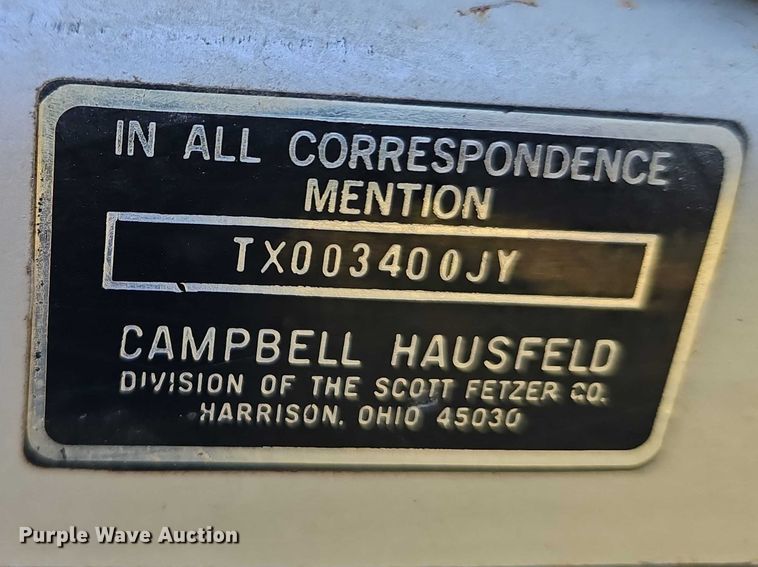 IN ALL CORRESPONDENCE
MENTION
TX003400JY
CAMPBELL HAUSFELD
DIVISION OF THE SCOTT FETZER CO.
HARRISON, OHIO 45030
Purple Wave Auction